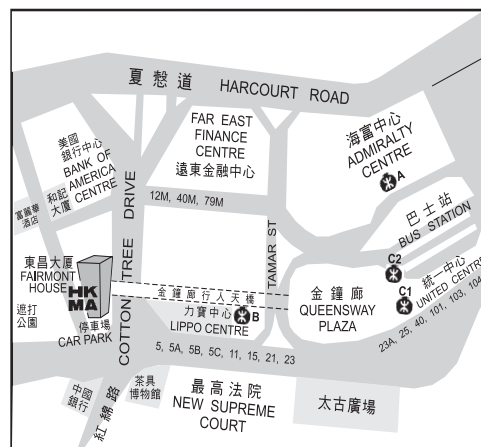 夏慤道 HARCOURT ROAD
美國
銀行中心
BANK OF
AMERICA
CENTRE
和記
大廈
富麗華
酒店
FAR EAST
FINANCE
CENTRE
遠東金融中心
海富中心
ADMIRALTY
CENTRE
A
12M, 40M, 79M
COTTON TREE DRIVE
紅綿路
TAMAR ST
巴士站
BUS STATION
C2
C1
統一中心
UNITED CENTRE
23A, 25, 40, 101, 103, 104
東昌大厦
FAIRMONT
HOUSE
HK
MA
停車場
CAR PARK
遮打
公園
金鐘廊行人天橋
力寶中心
LIPPO CENTRE
B
金鐘廊
QUEENSWAY
PLAZA
5, 5A, 5B, 5C, 11, 15, 21, 23
中國
銀行
茶具
博物館
最高法院
NEW SUPREME
COURT
太古廣場